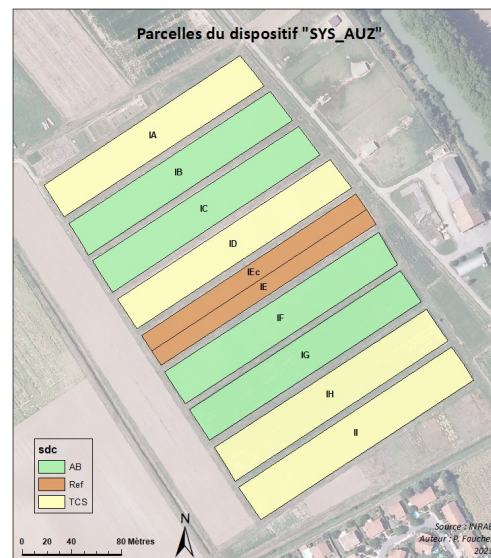 Parcelles du dispositif "SYS_AUZ"
IA
IB
IC
ID
IEc
IE
IF
IG
IH
II
sdc
AB
Ref
TCS
0 20 40 80 Mètres
N
Source : INRAE
Auteur : P. Fauche